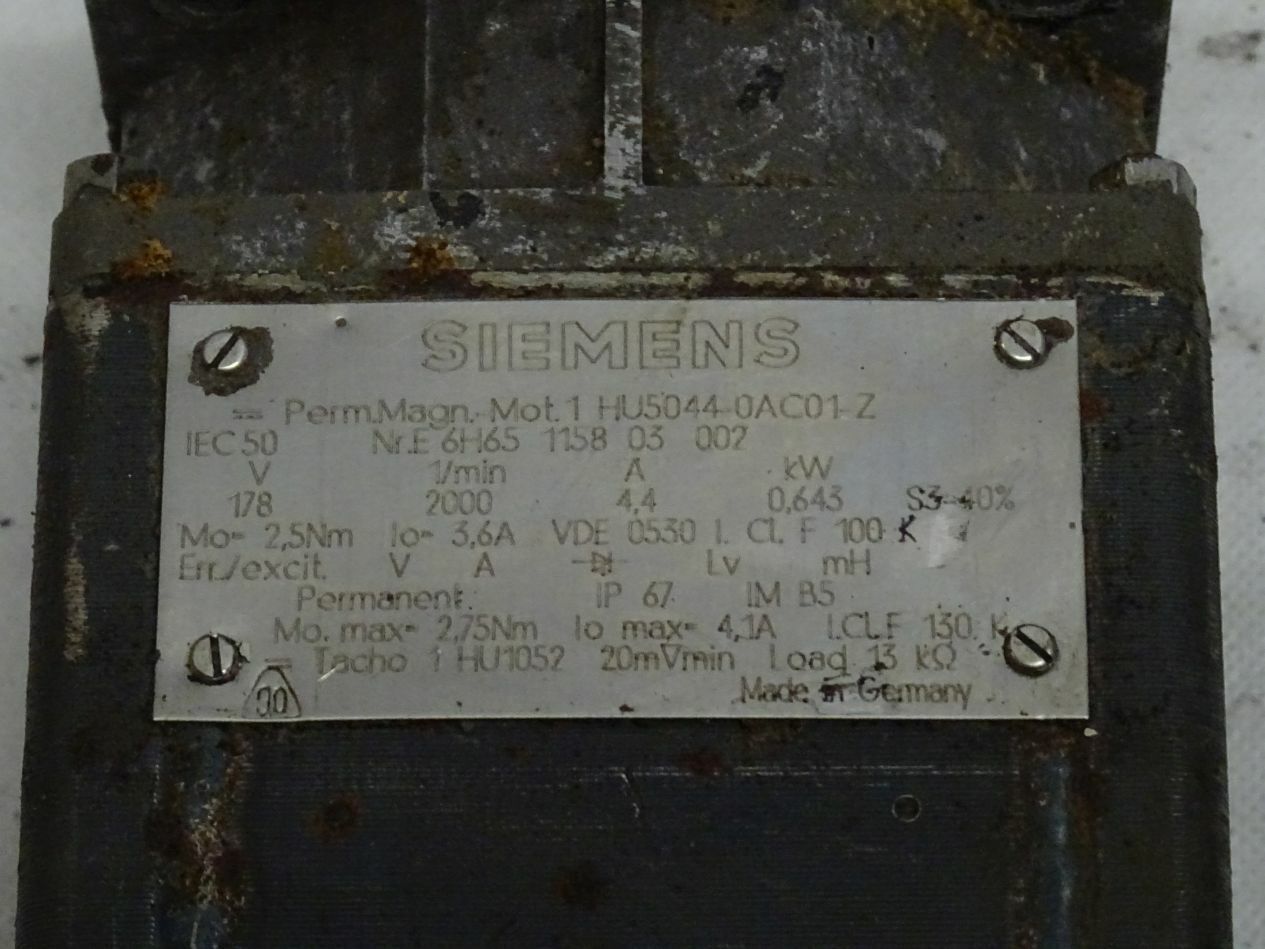 SIEMENS
= Perm.Magn.-Mot.1 HU5044-0AC01-Z
IEC 50 Nr.E 6H65 1158 03 002
V 1/min A kW
178 2000 4,4 0,643 S3-40%
Mo= 2,5Nm Io= 3,6A VDE 0530 I. Cl. F 100 K
Err./excit. V A Lv mH
Permanent. IP 67 IM B5
Mo. max= 2,75Nm Io max= 4,1A I.Cl.F 130 K
= Tacho 1 HU1052 20mVmin Load 13 kΩ
Made in Germany